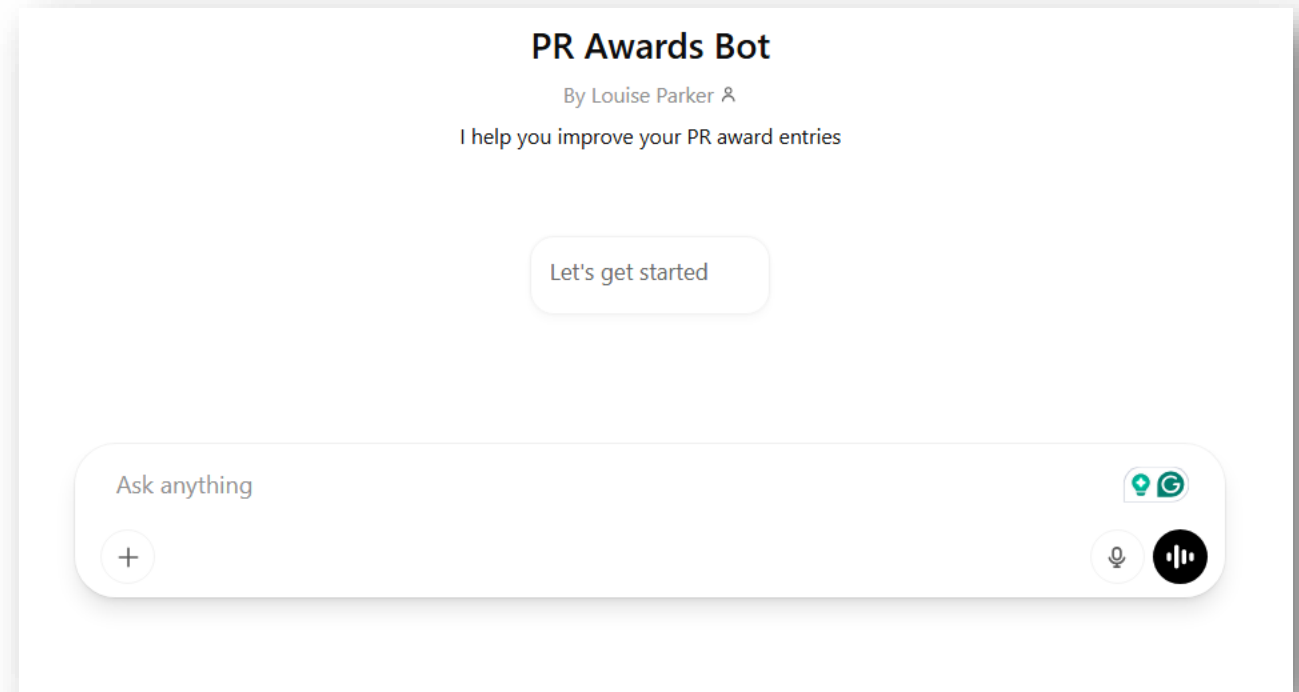 PR Awards Bot
By Louise Parker
I help you improve your PR award entries
Let's get started
Ask anything